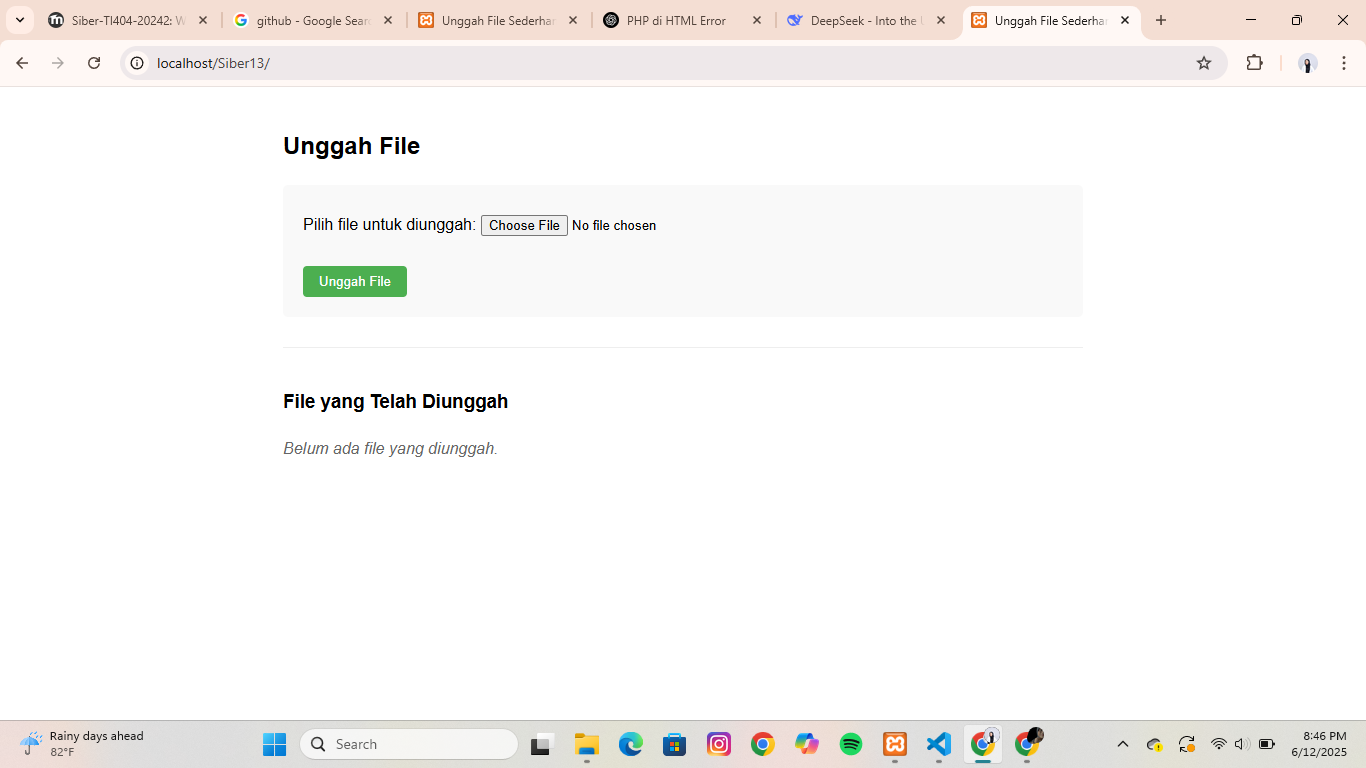 Siber-TI404-20242: W
github - Google Sear
Unggah File Sederha
PHP di HTML Error
DeepSeek - Into the
Unggah File Sederha
localhost/Siber13/
Unggah File
Pilih file untuk diunggah: Choose File No file chosen
Unggah File
File yang Telah Diunggah
Belum ada file yang diunggah.
Rainy days ahead
82°F
Search
8:46 PM
6/12/2025